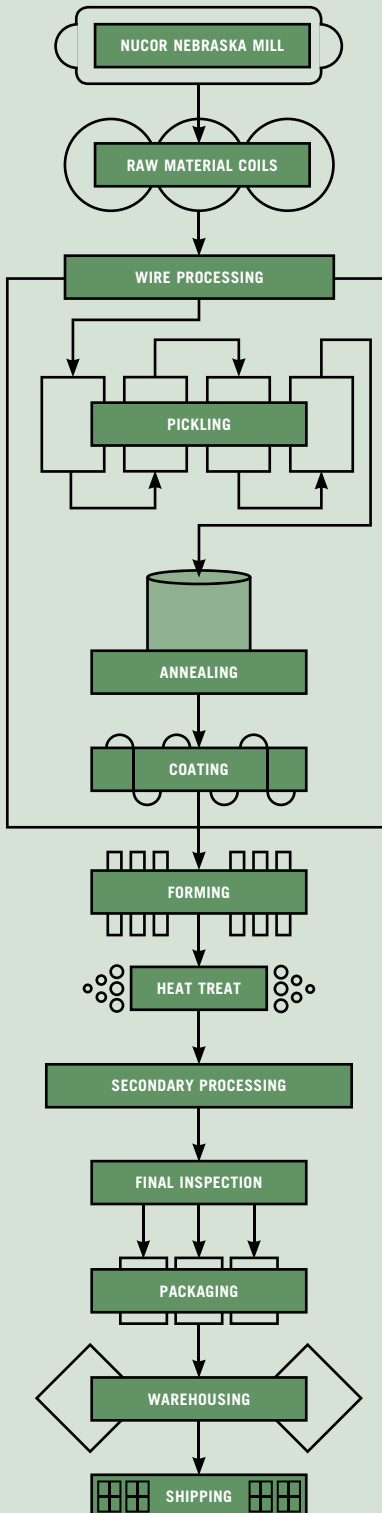 NUCOR NEBRASKA MILL
RAW MATERIAL COILS
WIRE PROCESSING
PICKLING
ANNEALING
COATING
FORMING
HEAT TREAT
SECONDARY PROCESSING
FINAL INSPECTION
PACKAGING
WAREHOUSING
SHIPPING